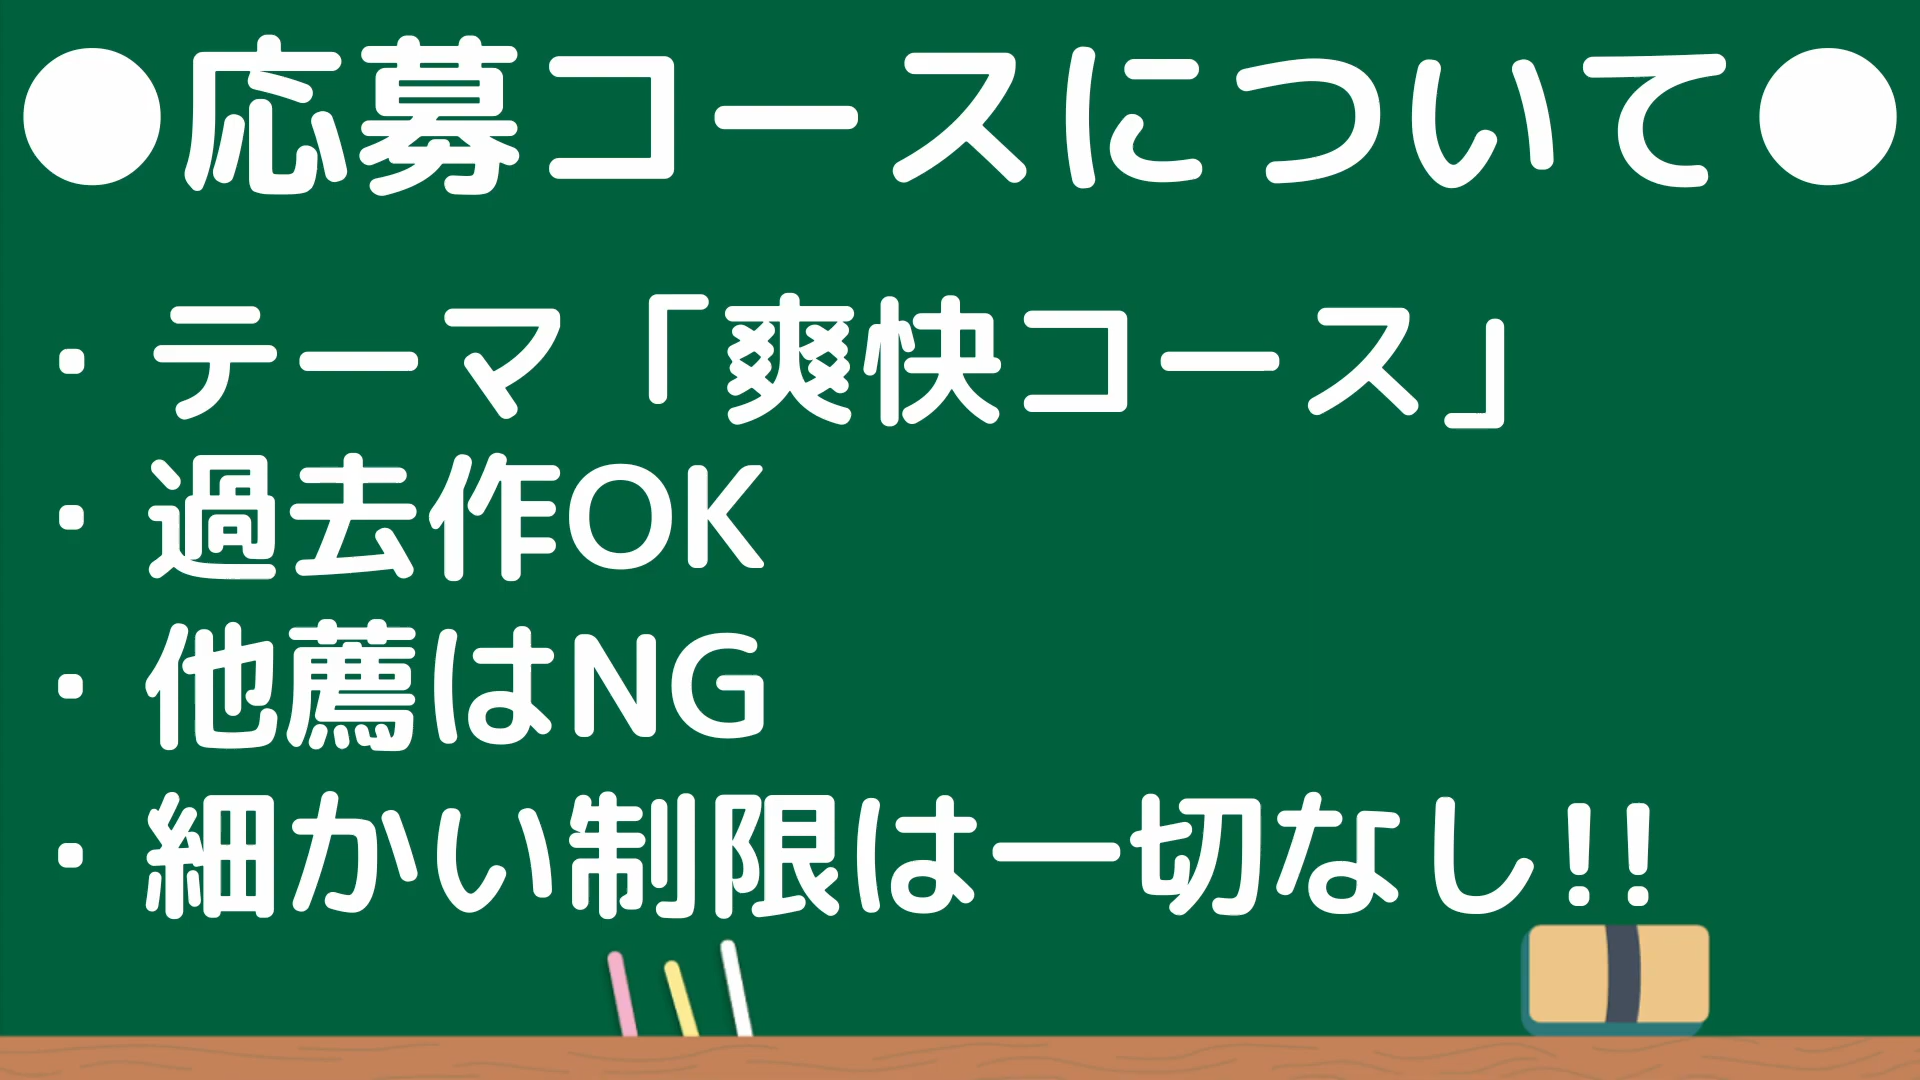 ●応募コースについて●
・テーマ「爽快コース」
・過去作OK
・他薦はNG
・細かい制限は一切なし!!